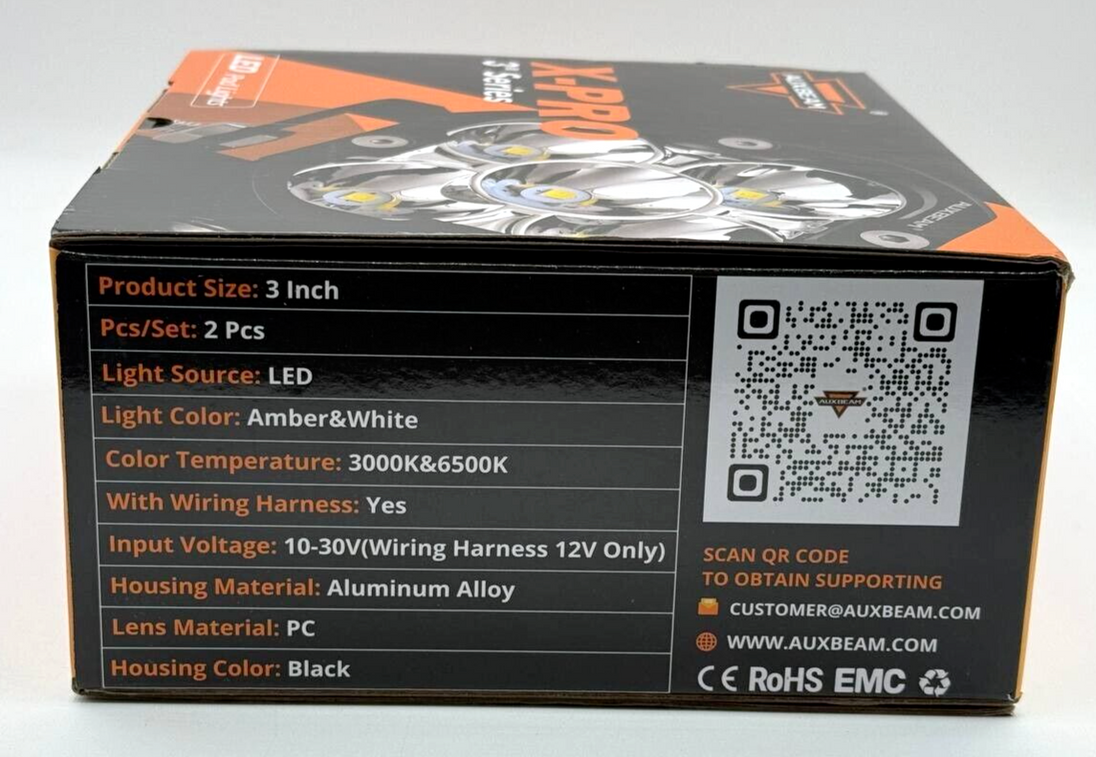 LED Pod Lights
X-PRO
3" Series
AUXBEAM
AUXBEAM
Product Size: 3 Inch
Pcs/Set: 2 Pcs
Light Source: LED
Light Color: Amber&White
Color Temperature: 3000K&6500K
With Wiring Harness: Yes
Input Voltage: 10-30V(Wiring Harness 12V Only)
Housing Material: Aluminum Alloy
Lens Material: PC
Housing Color: Black
AUXBEAM
SCAN QR CODE
TO OBTAIN SUPPORTING
CUSTOMER@AUXBEAM.COM
WWW.AUXBEAM.COM
CE RoHS EMC